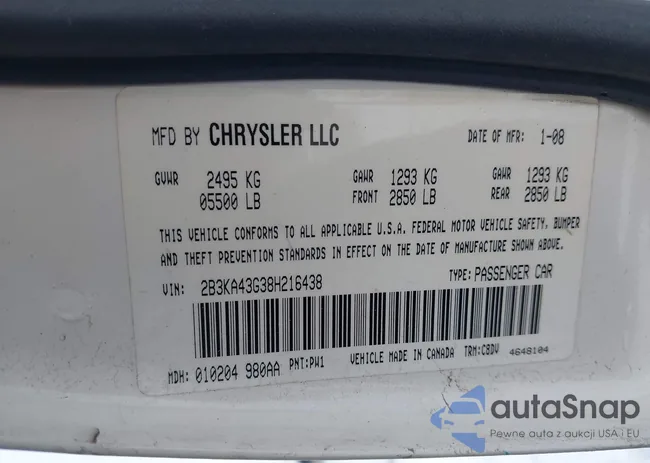 MFD BY CHRYSLER LLC DATE OF MFR: 1-08
GVWR 2495 KG GAWR 1293 KG GAWR 1293 KG
05500 LB FRONT 2850 LB REAR 2850 LB
THIS VEHICLE CONFORMS TO ALL APPLICABLE U.S.A. FEDERAL MOTOR VEHICLE SAFETY, BUMPER
AND THEFT PREVENTION STANDARDS IN EFFECT ON THE DATE OF MANUFACTURE SHOWN ABOVE.
VIN: 2B3KA43G38H216438 TYPE: PASSENGER CAR
MDH: 010204 980AA PNT:PW1 VEHICLE MADE IN CANADA TRM:C8DV 4648104
autaSnap
Pewne auta z aukcji USA i EU